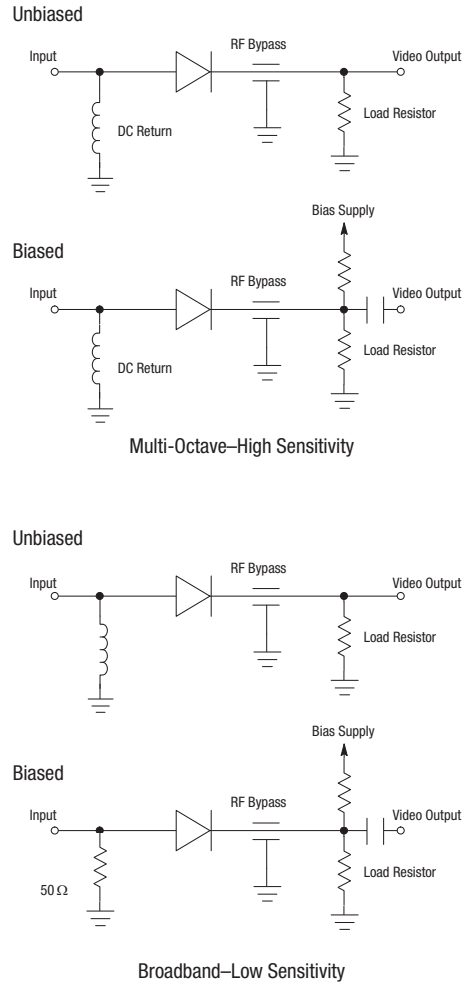 Unbiased
Input
RF Bypass
Video Output
DC Return
Load Resistor
Bias Supply
Biased
Input
RF Bypass
Video Output
DC Return
Load Resistor
Multi-Octave–High Sensitivity
Unbiased
Input
RF Bypass
Video Output
Load Resistor
Bias Supply
Biased
Input
RF Bypass
Video Output
50 Ω
Load Resistor
Broadband–Low Sensitivity